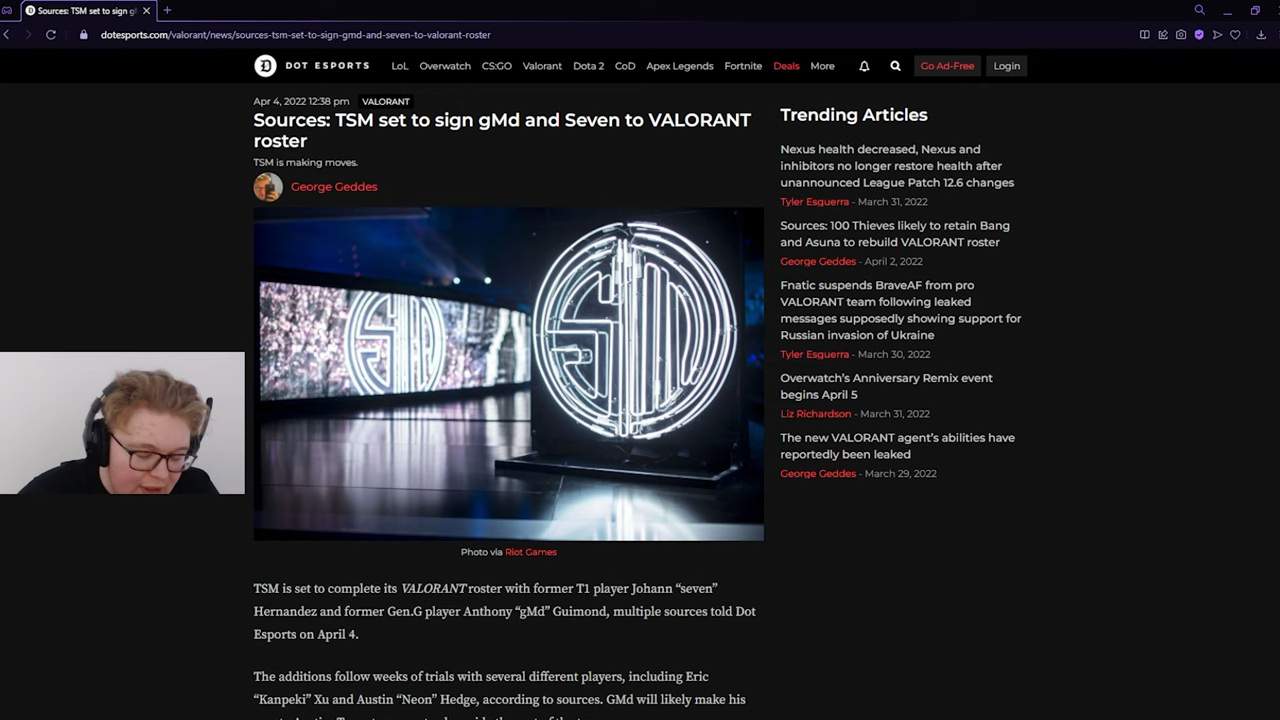 Sources: TSM set to sign g
dotesports.com/valorant/news/sources-tsm-set-to-sign-gmd-and-seven-to-valorant-roster
DOT ESPORTS
LoL Overwatch CS:GO Valorant Dota 2 CoD Apex Legends Fortnite Deals More Go Ad-Free Login
Apr 4, 2022 12:38 pm VALORANT
Sources: TSM set to sign gMd and Seven to VALORANT
roster
TSM is making moves.
George Geddes
Photo via Riot Games
TSM is set to complete its VALORANT roster with former T1 player Johann “seven”
Hernandez and former Gen.G player Anthony “gMd” Guimond, multiple sources told Dot
Esports on April 4.
The additions follow weeks of trials with several different players, including Eric
“Kanpeki” Xu and Austin “Neon” Hedge, according to sources. GMd will likely make his
Trending Articles
Nexus health decreased, Nexus and
inhibitors no longer restore health after
unannounced League Patch 12.6 changes
Tyler Esguerra - March 31, 2022
Sources: 100 Thieves likely to retain Bang
and Asuna to rebuild VALORANT roster
George Geddes - April 2, 2022
Fnatic suspends BraveAF from pro
VALORANT team following leaked
messages supposedly showing support for
Russian invasion of Ukraine
Tyler Esguerra - March 30, 2022
Overwatch’s Anniversary Remix event
begins April 5
Liz Richardson - March 31, 2022
The new VALORANT agent’s abilities have
reportedly been leaked
George Geddes - March 29, 2022